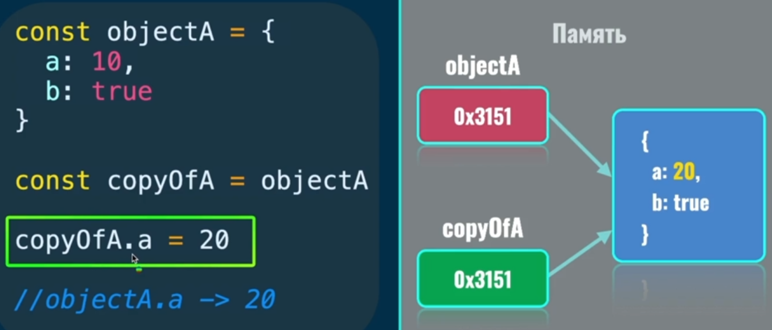 const objectA = {
a: 10,
b: true
}
const copyOfA = objectA
copyOfA.a = 20
//objectA.a -> 20
Память
objectA
0x3151
copyOfA
0x3151
{
a: 20,
b: true
}